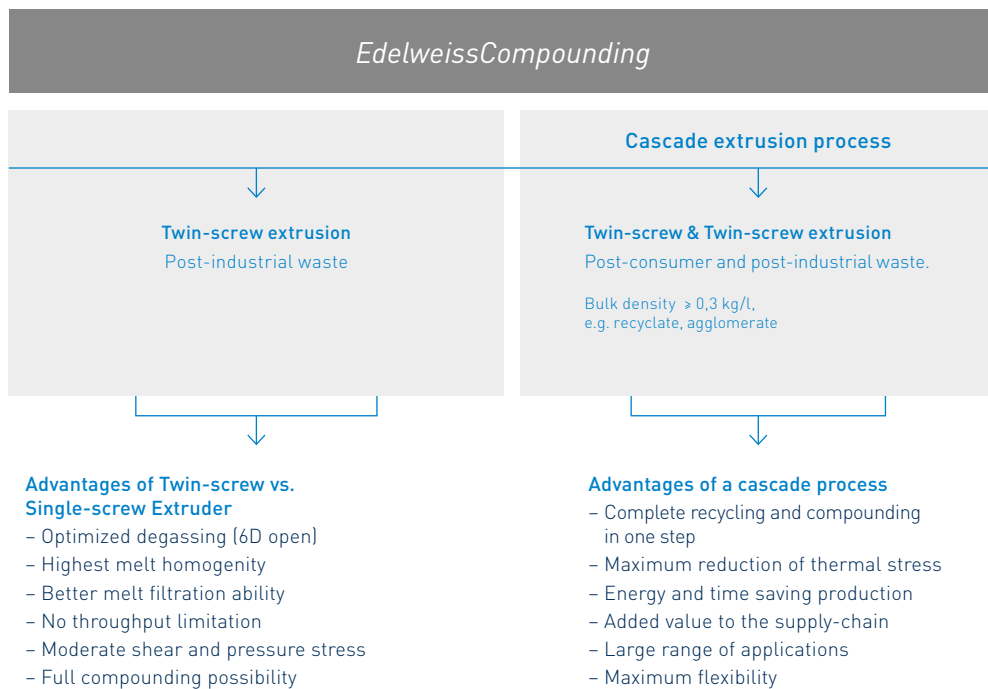 EdelweissCompounding
Twin-screw extrusion
Post-industrial waste
Advantages of Twin-screw vs.
Single-screw Extruder
– Optimized degassing (6D open)
– Highest melt homogenity
– Better melt filtration ability
– No throughput limitation
– Moderate shear and pressure stress
– Full compounding possibility
Cascade extrusion process
Twin-screw & Twin-screw extrusion
Post-consumer and post-industrial waste.
Bulk density ≥ 0,3 kg/l,
e.g. recyclate, agglomerate
Advantages of a cascade process
– Complete recycling and compounding
in one step
– Maximum reduction of thermal stress
– Energy and time saving production
– Added value to the supply-chain
– Large range of applications
– Maximum flexibility